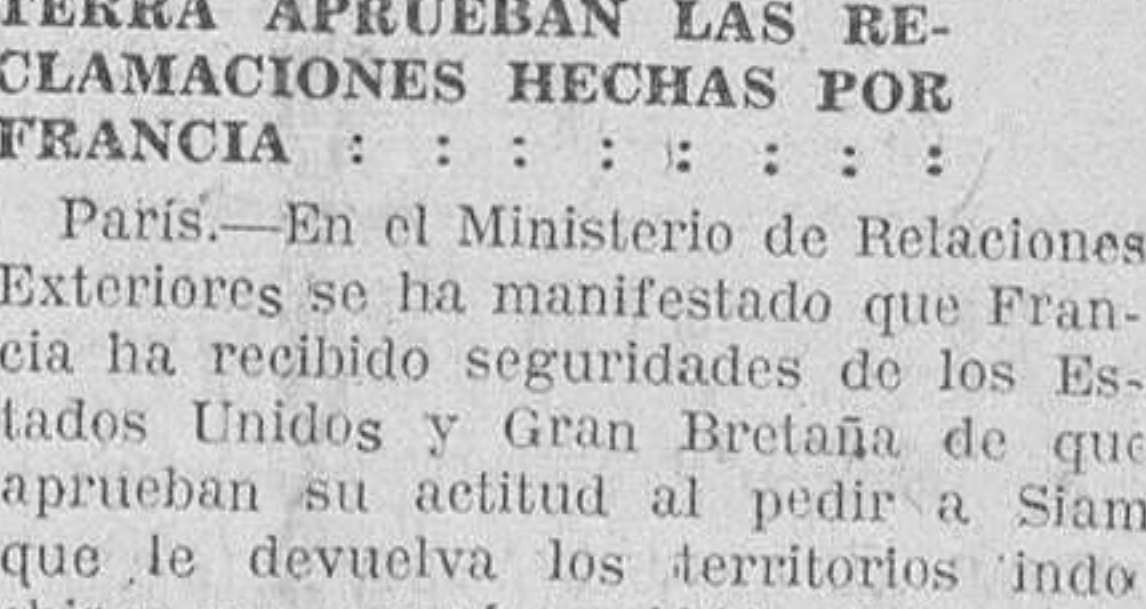 TERRA APRUEBAN LAS RE-
CLAMACIONES HECHAS POR
FRANCIA : : : : : : : :
París.—En el Ministerio de Relaciones
Exteriores se ha manifestado que Fran-
cia ha recibido seguridades de los Es-
tados Unidos y Gran Bretaña de que
aprueban su actitud al pedir a Siam
que le devuelva los territorios indo